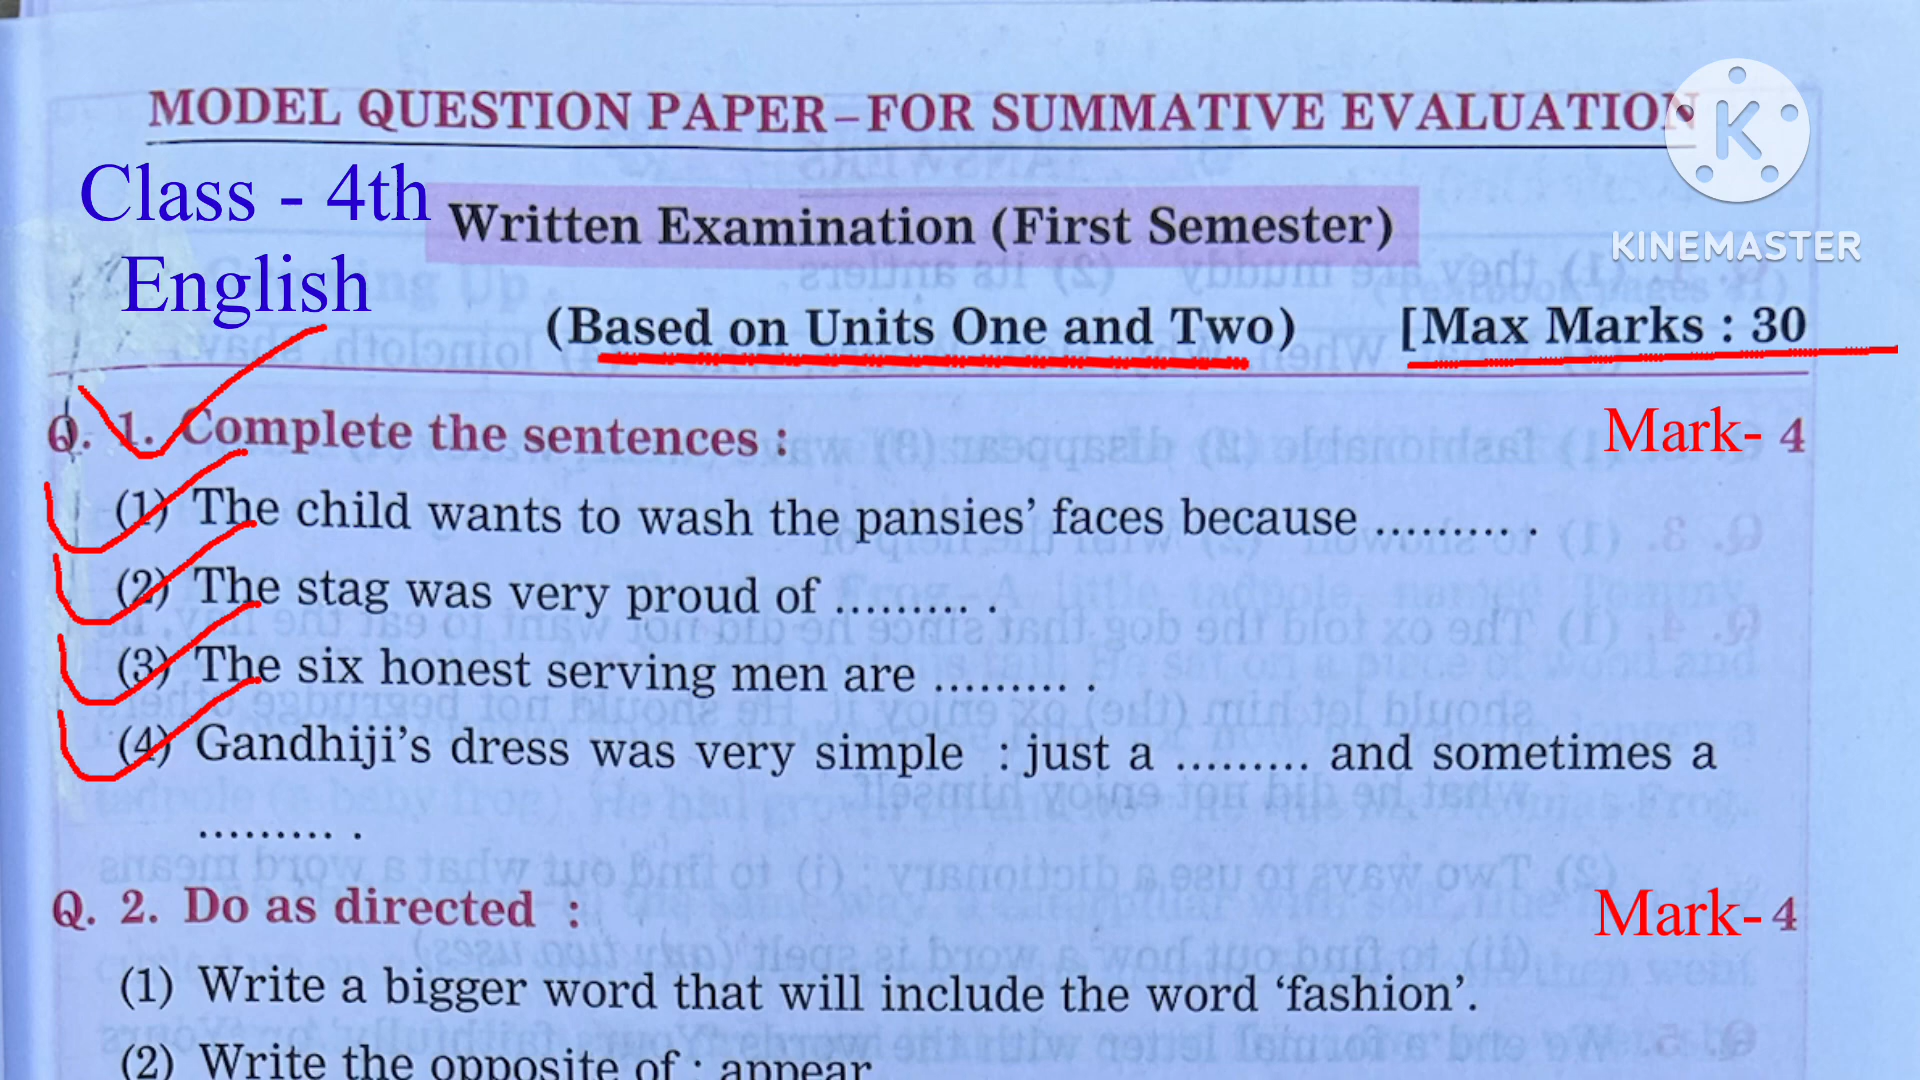 MODEL QUESTION PAPER – FOR SUMMATIVE EVALUATION
KINEMASTER
Class - 4th
English
Written Examination (First Semester)
(Based on Units One and Two) [Max Marks : 30
Q. 1. Complete the sentences : Mark- 4
(1) The child wants to wash the pansies’ faces because ......... .
(2) The stag was very proud of ......... .
(3) The six honest serving men are ......... .
(4) Gandhiji’s dress was very simple : just a ......... and sometimes a
......... .
Q. 2. Do as directed : Mark- 4
(1) Write a bigger word that will include the word ‘fashion’.
(2) Write the opposite of : appear